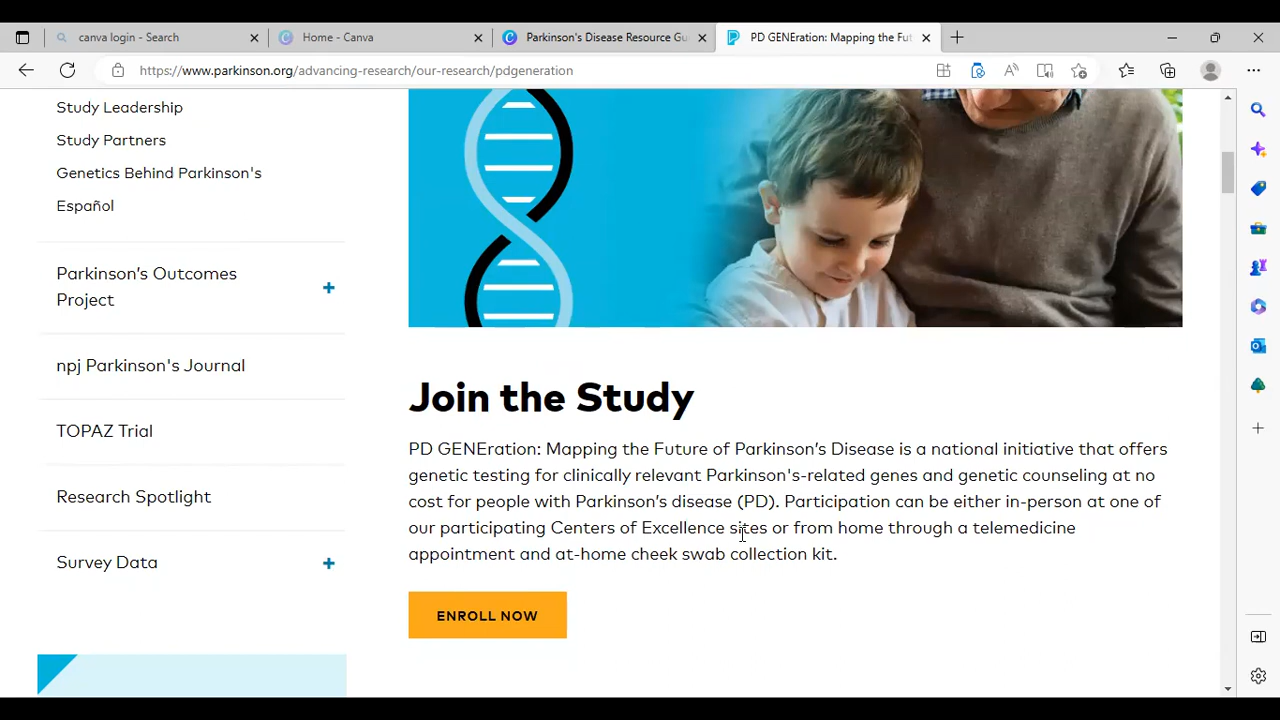 canva login - Search
Home - Canva
Parkinson's Disease Resource Gu
PD GENEration: Mapping the Fut
https://www.parkinson.org/advancing-research/our-research/pdgeneration
Study Leadership
Study Partners
Genetics Behind Parkinson's
Español
Parkinson’s Outcomes
Project
npj Parkinson's Journal
TOPAZ Trial
Research Spotlight
Survey Data
Join the Study
PD GENEration: Mapping the Future of Parkinson’s Disease is a national initiative that offers
genetic testing for clinically relevant Parkinson's-related genes and genetic counseling at no
cost for people with Parkinson’s disease (PD). Participation can be either in-person at one of
our participating Centers of Excellence sites or from home through a telemedicine
appointment and at-home cheek swab collection kit.
ENROLL NOW